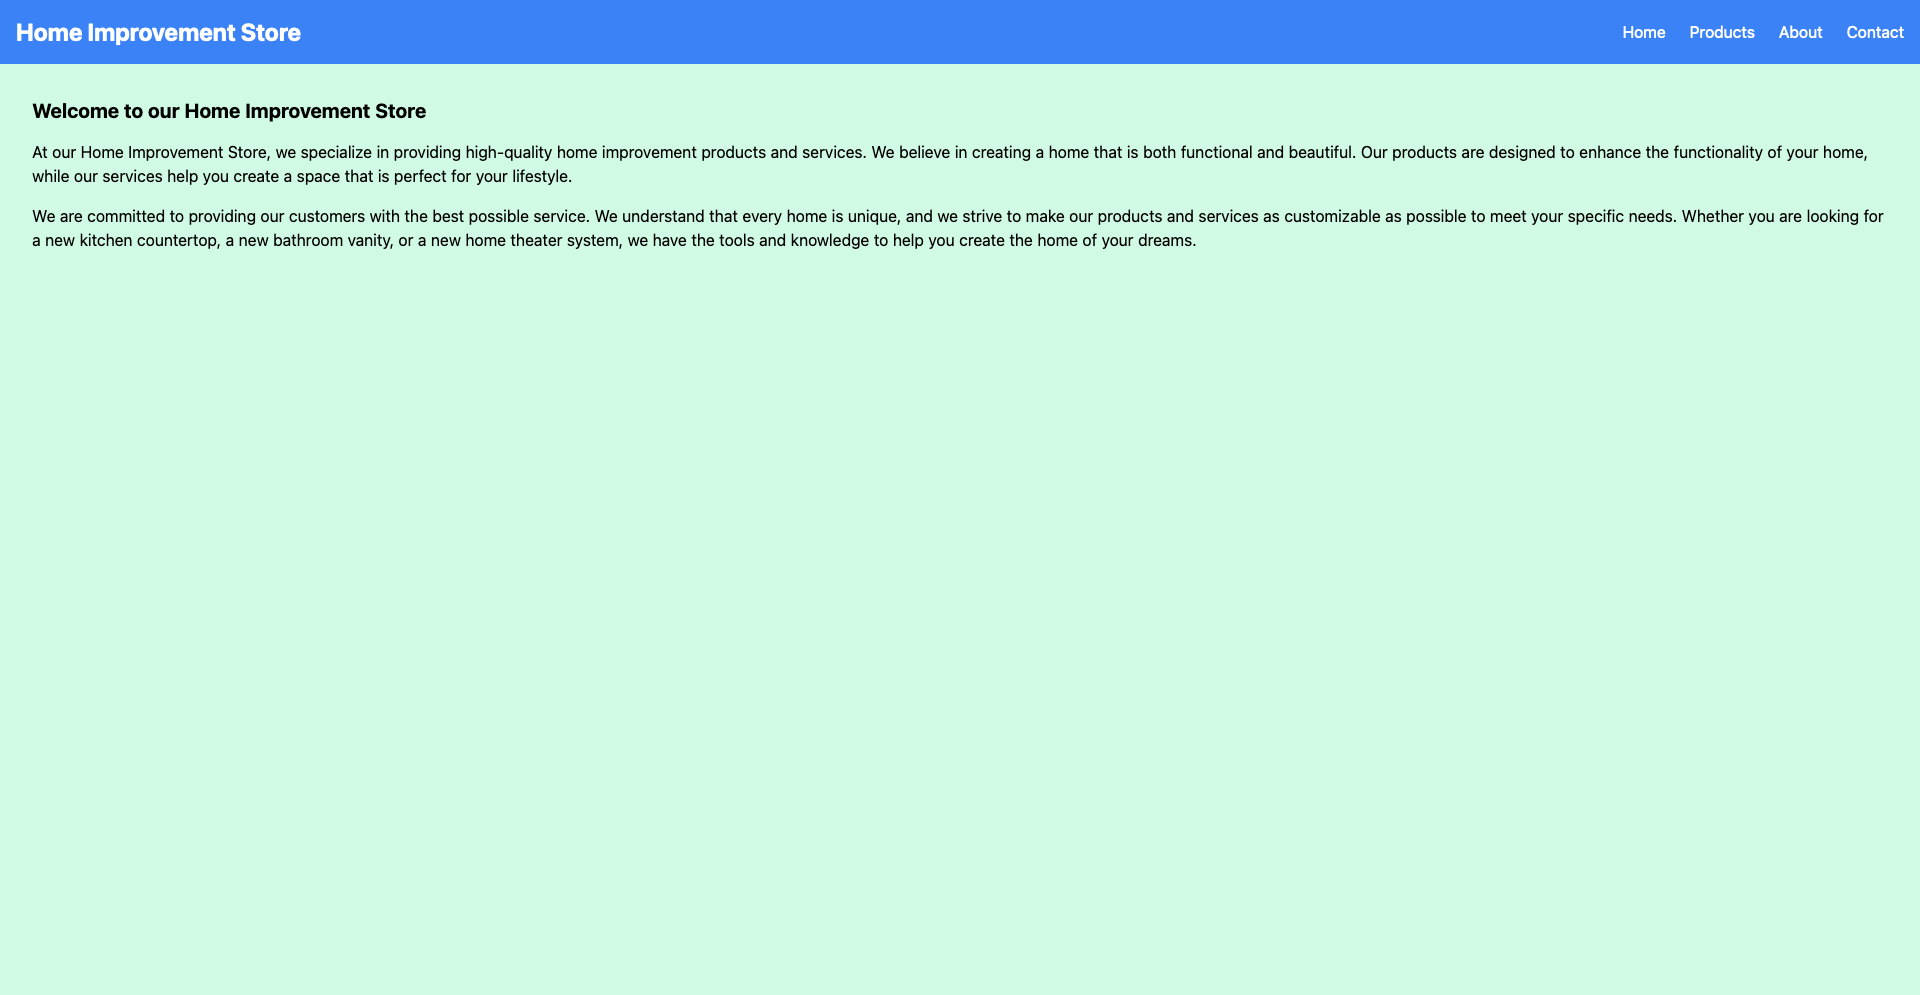 Home Improvement Store
Home Products About Contact
Welcome to our Home Improvement Store
At our Home Improvement Store, we specialize in providing high-quality home improvement products and services. We believe in creating a home that is both functional and beautiful. Our products are designed to enhance the functionality of your home,
while our services help you create a space that is perfect for your lifestyle.
We are committed to providing our customers with the best possible service. We understand that every home is unique, and we strive to make our products and services as customizable as possible to meet your specific needs. Whether you are looking for
a new kitchen countertop, a new bathroom vanity, or a new home theater system, we have the tools and knowledge to help you create the home of your dreams.